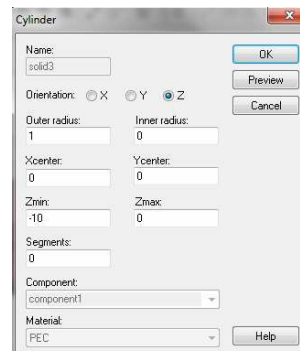 Cylinder
Name:
solid3
OK
Preview
Cancel
Orientation: X Y Z
Outer radius: Inner radius:
1 0
Xcenter: Ycenter:
0 0
Zmin: Zmax:
-10 0
Segments:
0
Component:
component1
Material:
PEC
Help